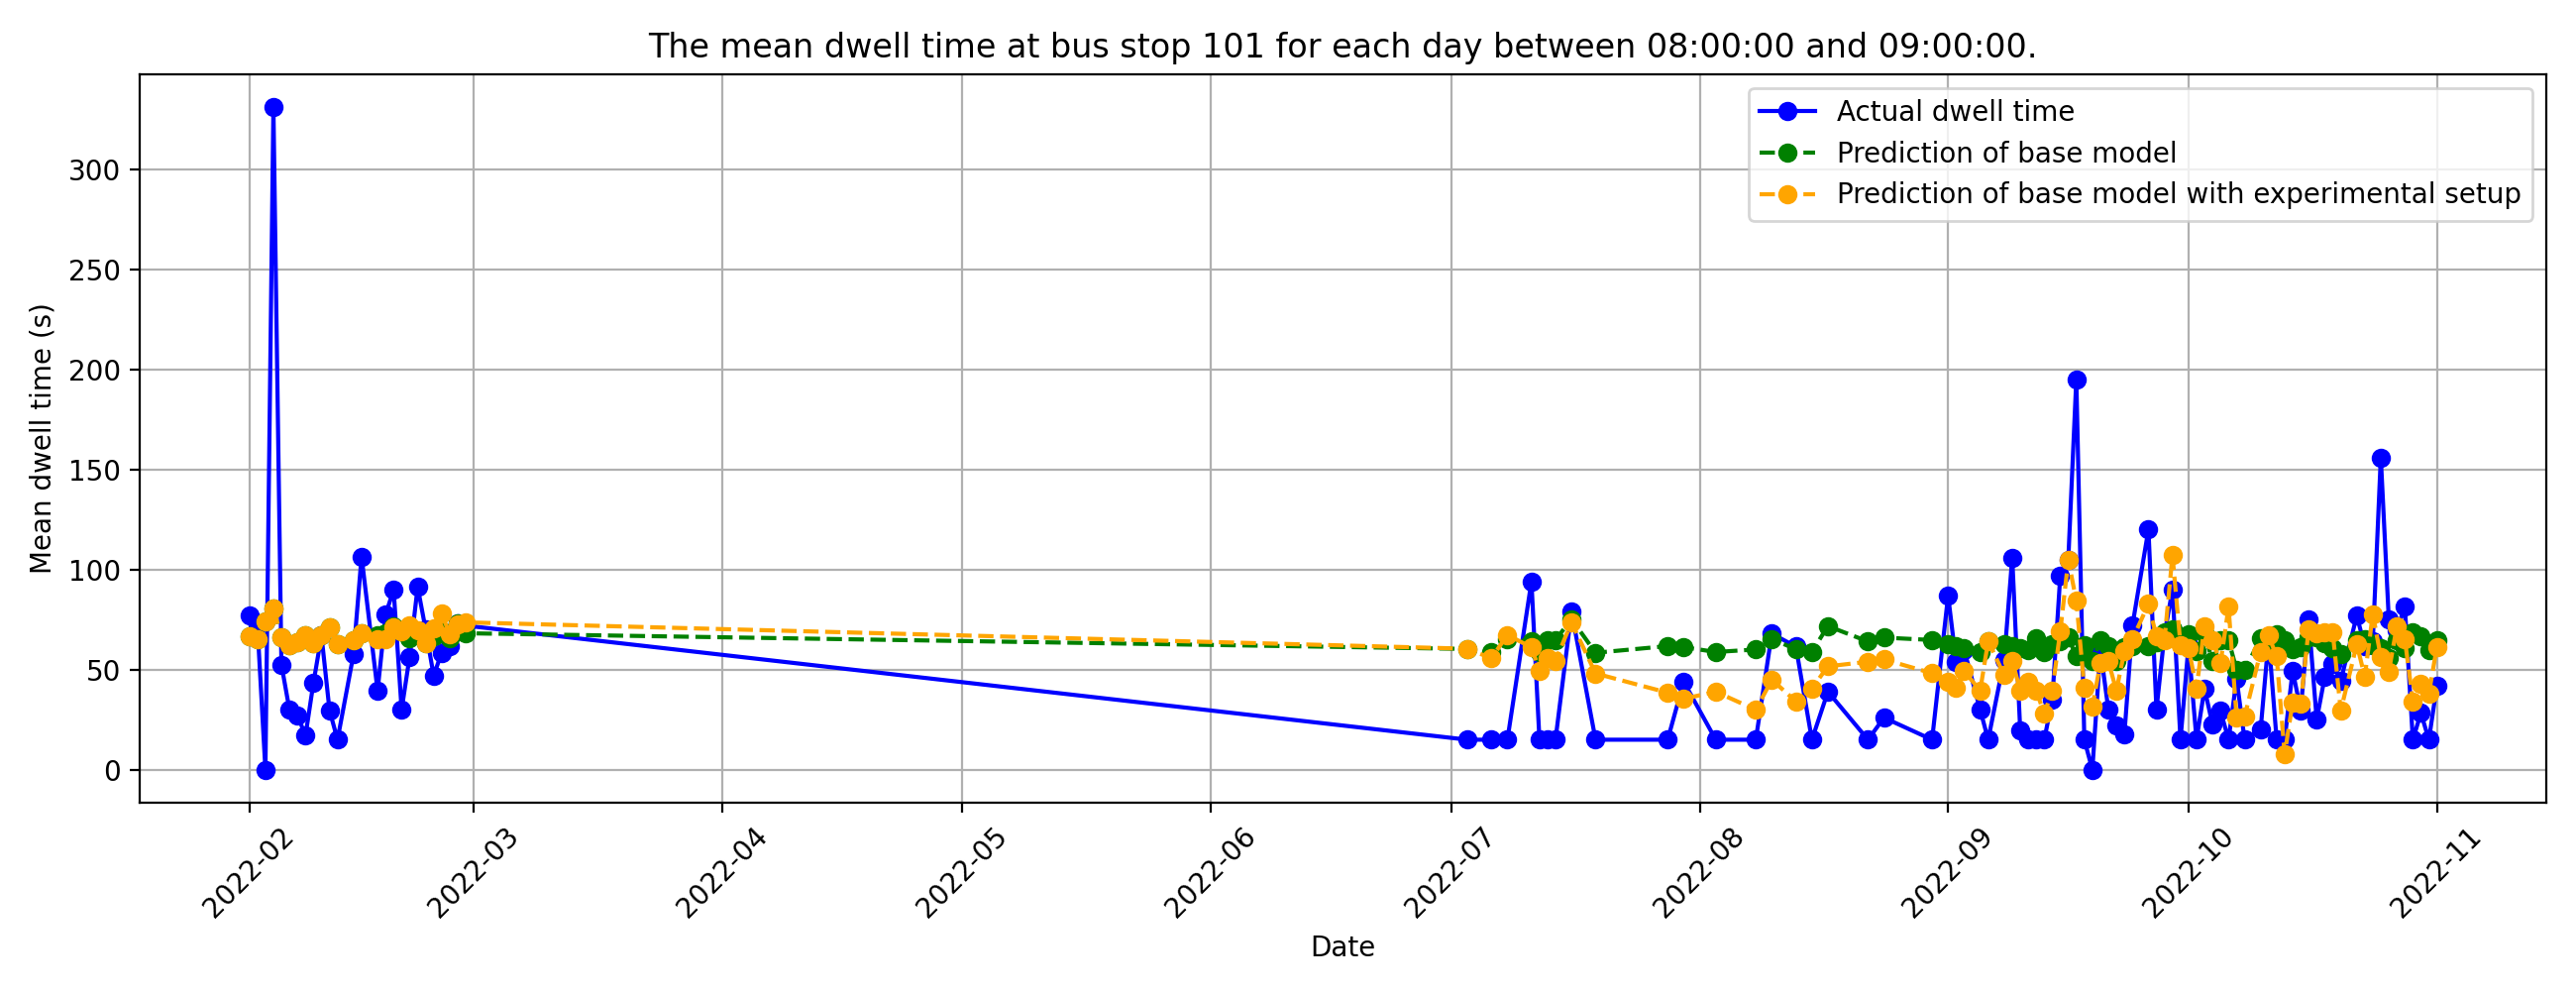 The mean dwell time at bus stop 101 for each day between 08:00:00 and 09:00:00.
Actual dwell time
Prediction of base model
Prediction of base model with experimental setup
Mean dwell time (s)
300
250
200
150
100
50
0
2022-02
2022-03
2022-04
2022-05
2022-06
2022-07
2022-08
2022-09
2022-10
2022-11
Date